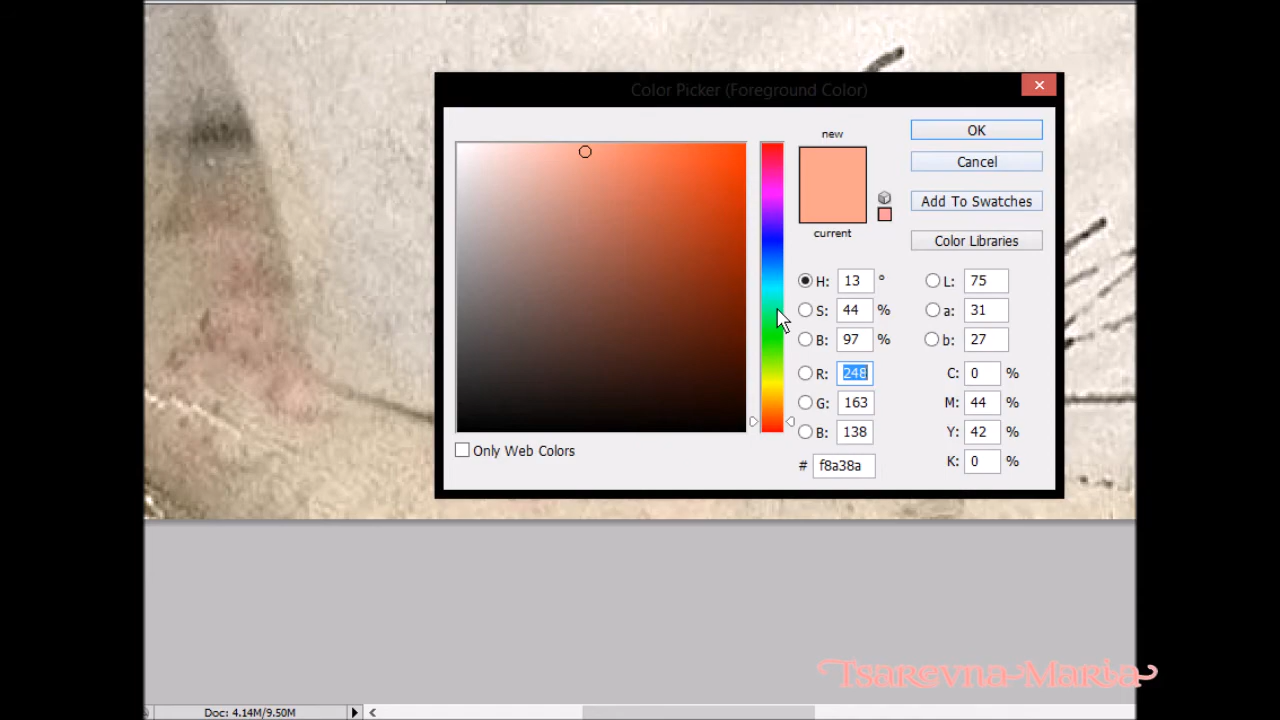 Color Picker (Foreground Color)
new
current
OK
Cancel
Add To Swatches
Color Libraries
H: 13 °
S: 44 %
B: 97 %
R: 248
G: 163
B: 138
# f8a38a
L: 75
a: 31
b: 27
C: 0 %
M: 44 %
Y: 42 %
K: 0 %
Only Web Colors
Tsarevna-Maria
Doc: 4.14M/9.50M